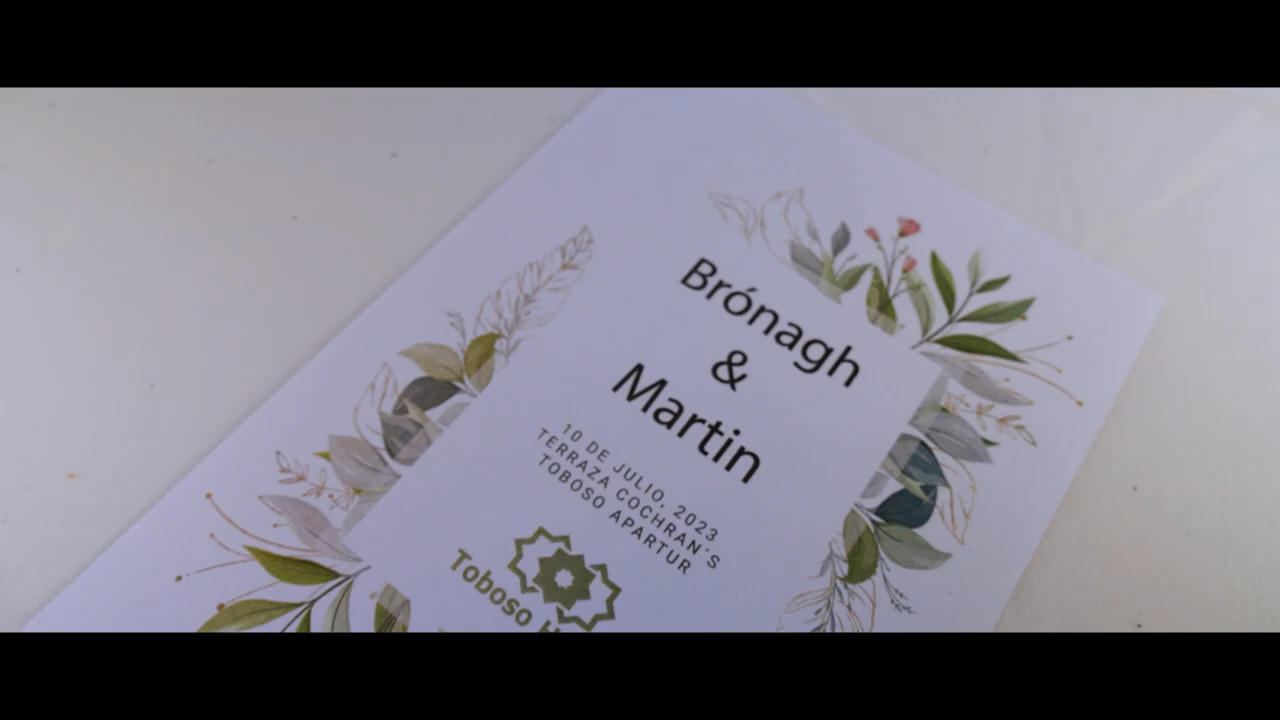 Brónagh
&
Martin
10 DE JULIO, 2023
TERRAZA COCHRAN'S
TOBOSO APARTUR
Toboso